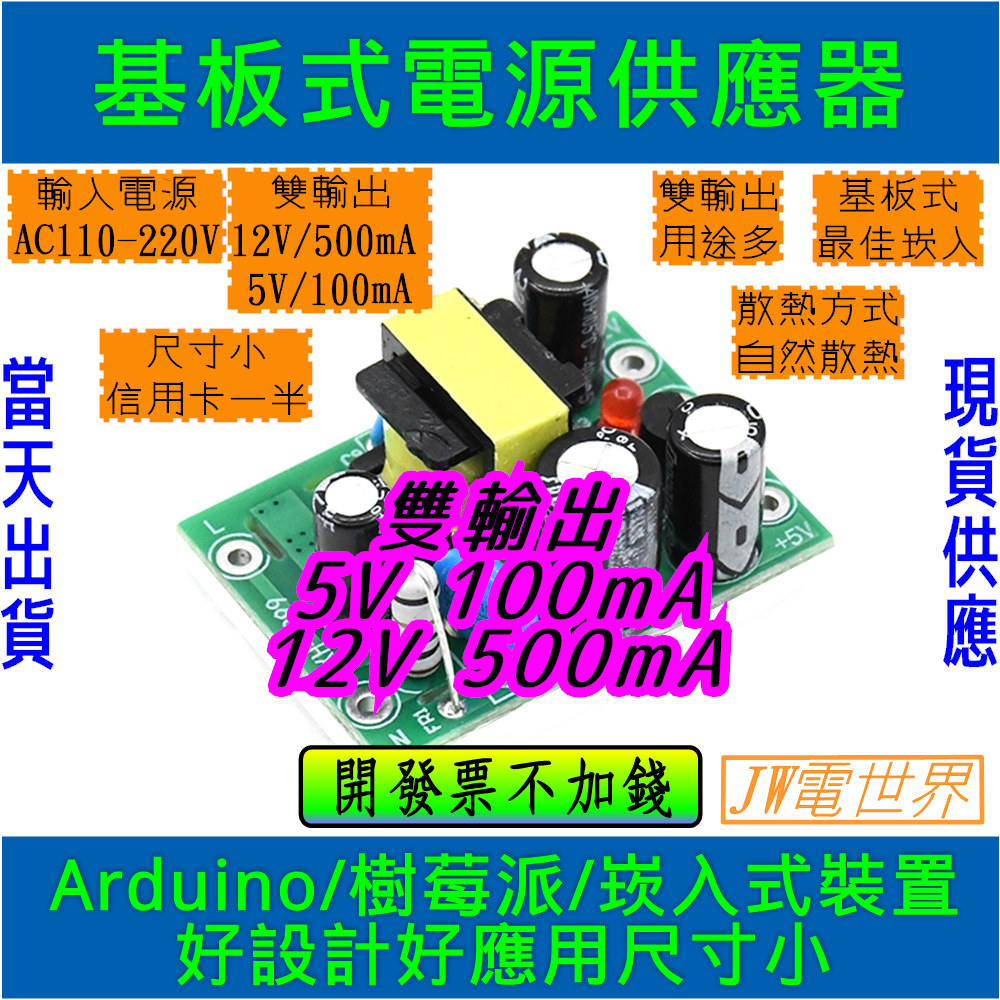 基板式電源供應器
輸入電源
AC110-220V
雙輸出
12V/500mA
5V/100mA
雙輸出
用途多
基板式
最佳崁入
散熱方式
自然散熱
尺寸小
信用卡一半
當天出貨
現貨供應
L
+5V
雙輸出
5V 100mA
12V 500mA
FR1
N
開發票不加錢
JW電世界
Arduino/樹莓派/崁入式裝置
好設計好應用尺寸小